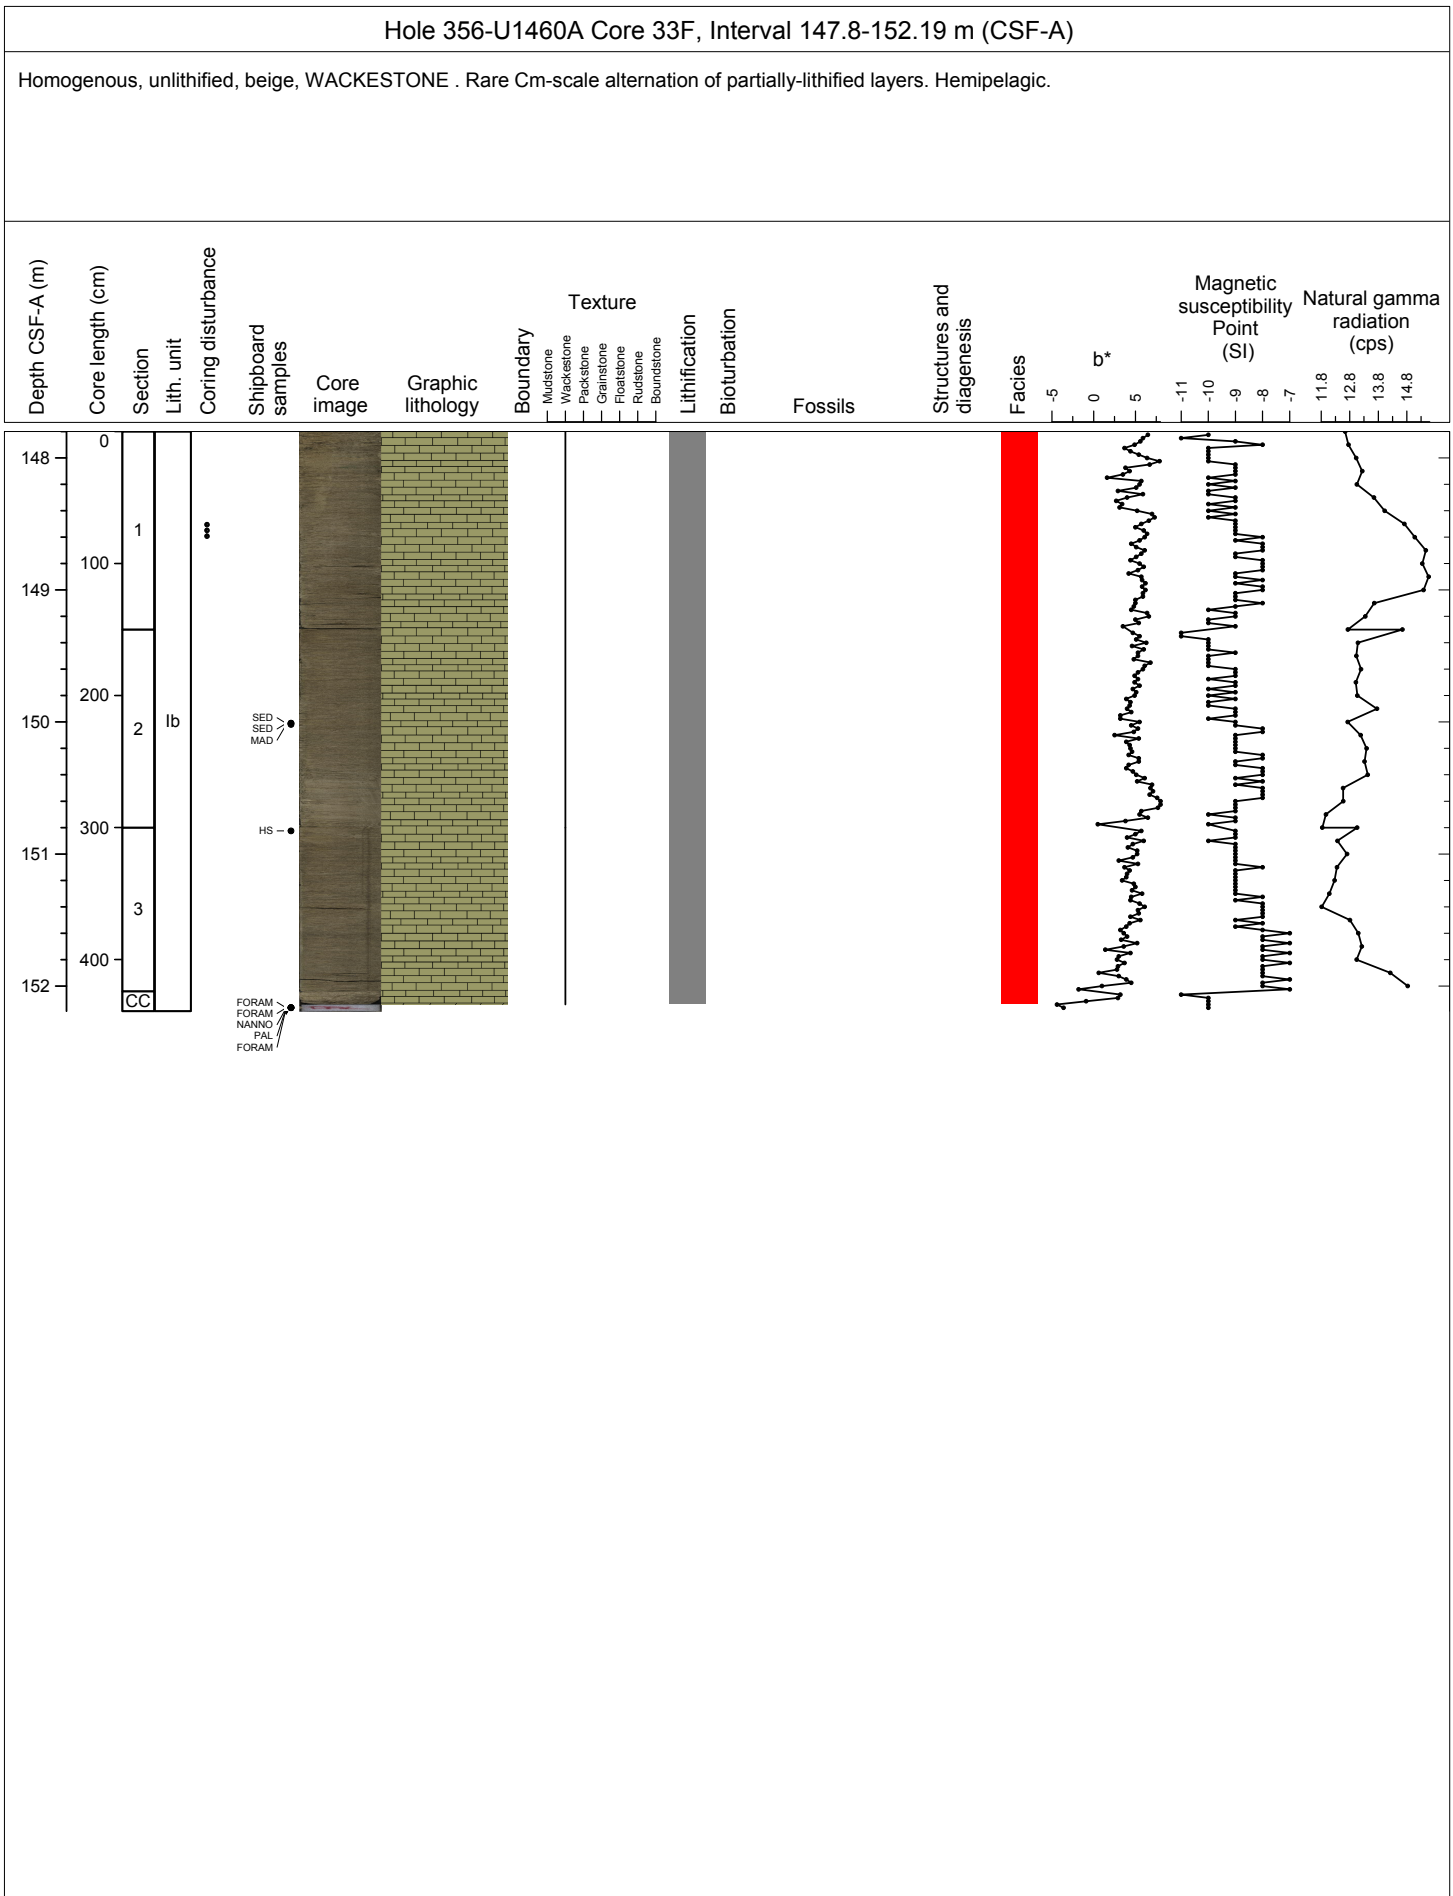 Hole 356-U1460A Core 33F, Interval 147.8-152.19 m (CSF-A)
Homogenous, unlithified, beige, WACKESTONE . Rare Cm-scale alternation of partially-lithified layers. Hemipelagic.
Depth CSF-A (m)
Core length (cm)
Section
Lith. unit
Coring disturbance
Shipboard
samples
Core
image
Graphic
lithology
Boundary
Texture
Mudstone
Wackestone
Packstone
Grainstone
Floatstone
Rudstone
Boundstone
Lithification
Bioturbation
Fossils
Structures and
diagenesis
Facies
b*
-5
0
5
Magnetic
susceptibility
Point
(SI)
-11
-10
-9
-8
-7
Natural gamma
radiation
(cps)
11.8
12.8
13.8
14.8
148
149
150
151
152
0
100
200
300
400
1
2
3
CC
Ib
SED
SED
MAD
HS
FORAM
FORAM
NANNO
PAL
FORAM